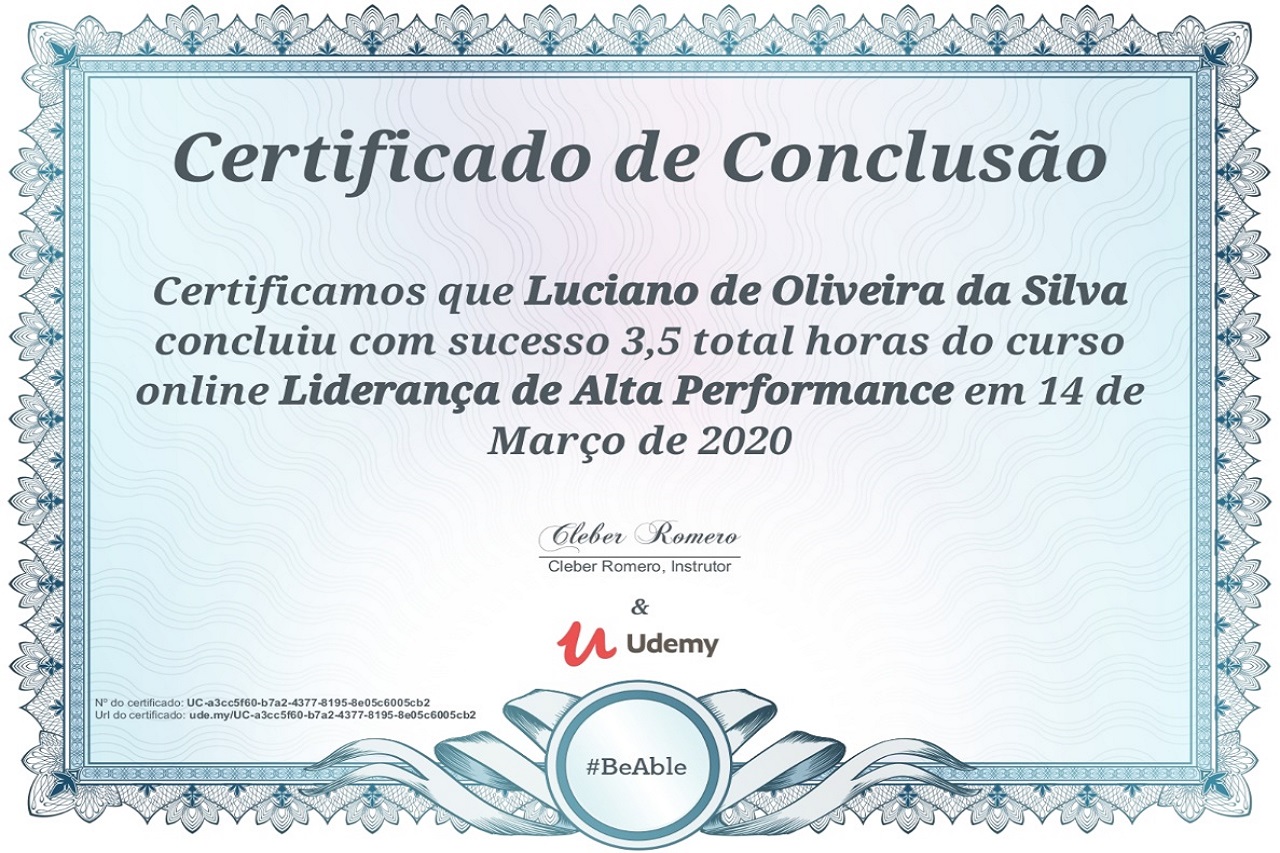 Certificado de Conclusão
Certificamos que Luciano de Oliveira da Silva
concluiu com sucesso 3,5 total horas do curso
online Liderança de Alta Performance em 14 de
Março de 2020
Cleber Romero
Cleber Romero, Instrutor
&
Udemy
Nº do certificado: UC-a3cc5f60-b7a2-4377-8195-8e05c6005cb2
Url do certificado: ude.my/UC-a3cc5f60-b7a2-4377-8195-8e05c6005cb2
#BeAble